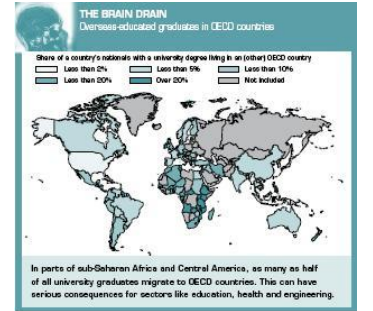 THE BRAIN DRAIN
Overseas-educated graduates in OECD countries
Share of a country's nationals with a university degree living in an (other) OECD country
Less than 2% Less than 5% Less than 10%
Less than 20% Over 20% Not included
In parts of sub-Saharan Africa and Central America, as many as half
of all university graduates migrate to OECD countries. This can have
serious consequences for sectors like education, health and engineering.